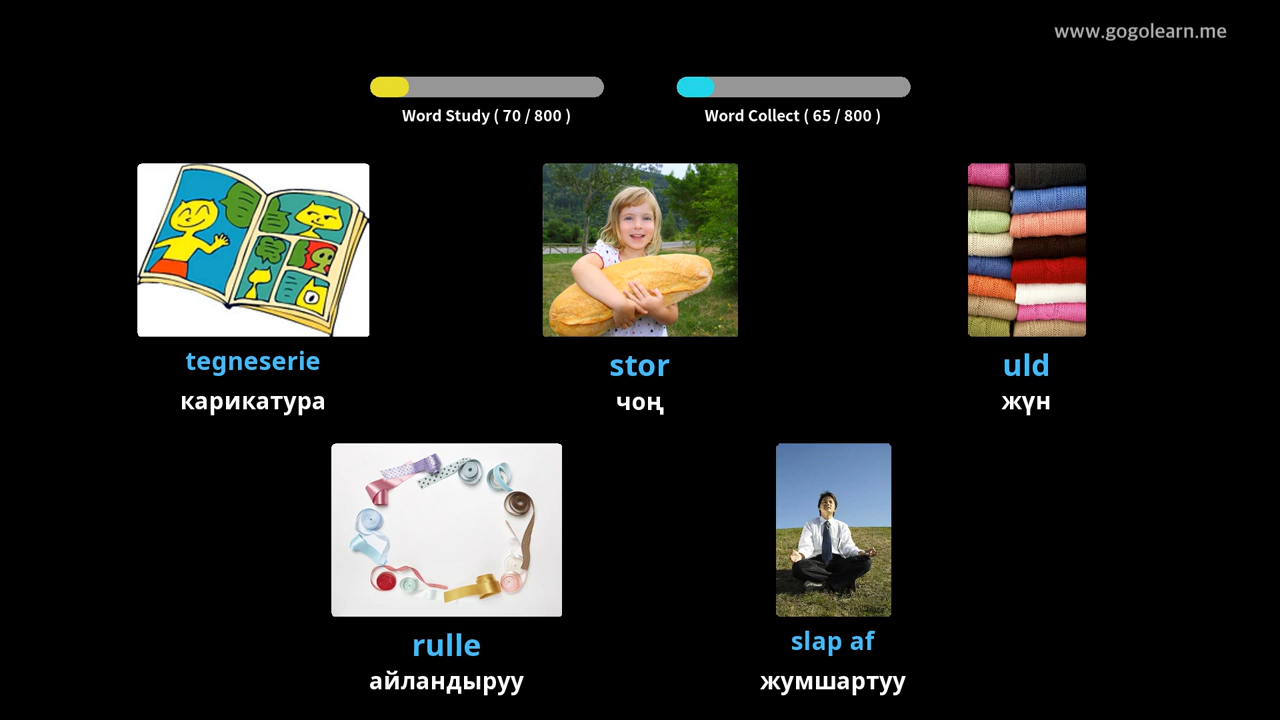 www.gogolearn.me
Word Study ( 70 / 800 )
Word Collect ( 65 / 800 )
tegneserie
карикатура
stor
чоң
uld
жүн
rulle
айландыруу
slap af
жумшартуу